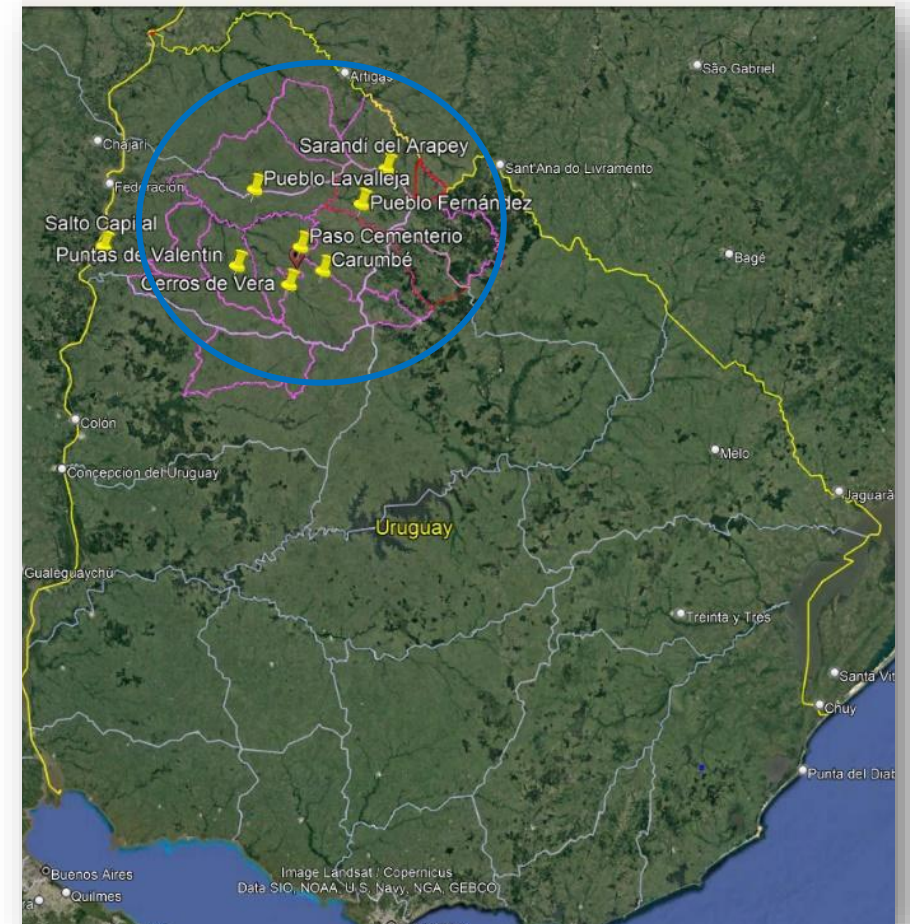 São Gabriel
Artigas
Chajarí
Sarandí del Arapey
Sant'Ana do Livramento
Pueblo Lavalleja
Federación
Pueblo Fernández
Salto Capital
Paso Cementerio
Puntas de Valentín
Carumbé
Bagé
Cerros de Vera
Colón
Melo
Concepcion del Uruguay
Jaguarã
Uruguay
Gualeguaychú
Treinta y Tres
Santa Vit
Chuy
Punta del Diab
Buenos Aires
Quilmes
Image Landsat / Copernicus
Data SIO, NOAA, U.S. Navy, NGA, GEBCO